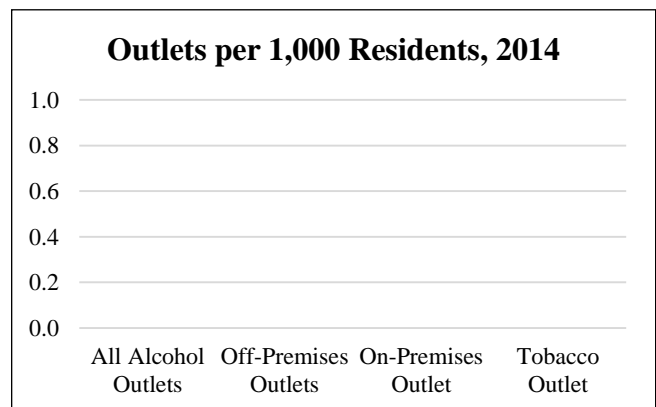 Outlets per 1,000 Residents, 2014
1.0
0.8
0.6
0.4
0.2
0.0
All Alcohol Off-Premises On-Premises Tobacco
Outlets Outlets Outlet Outlet